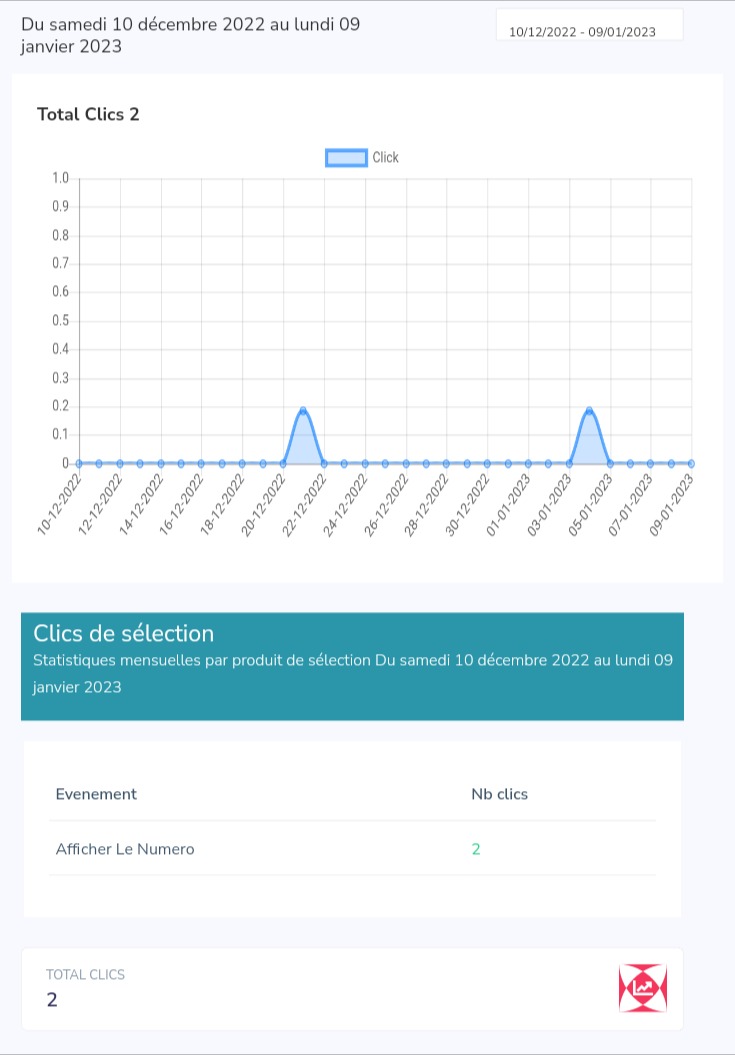 Du samedi 10 décembre 2022 au lundi 09
janvier 2023
10/12/2022 - 09/01/2023
Total Clics 2
Click
1.0
0.9
0.8
0.7
0.6
0.5
0.4
0.3
0.2
0.1
0
10-12-2022
12-12-2022
14-12-2022
16-12-2022
18-12-2022
20-12-2022
22-12-2022
24-12-2022
26-12-2022
28-12-2022
30-12-2022
01-01-2023
03-01-2023
05-01-2023
07-01-2023
09-01-2023
Clics de sélection
Statistiques mensuelles par produit de sélection Du samedi 10 décembre 2022 au lundi 09
janvier 2023
Evenement Nb clics
Afficher Le Numero 2
TOTAL CLICS
2